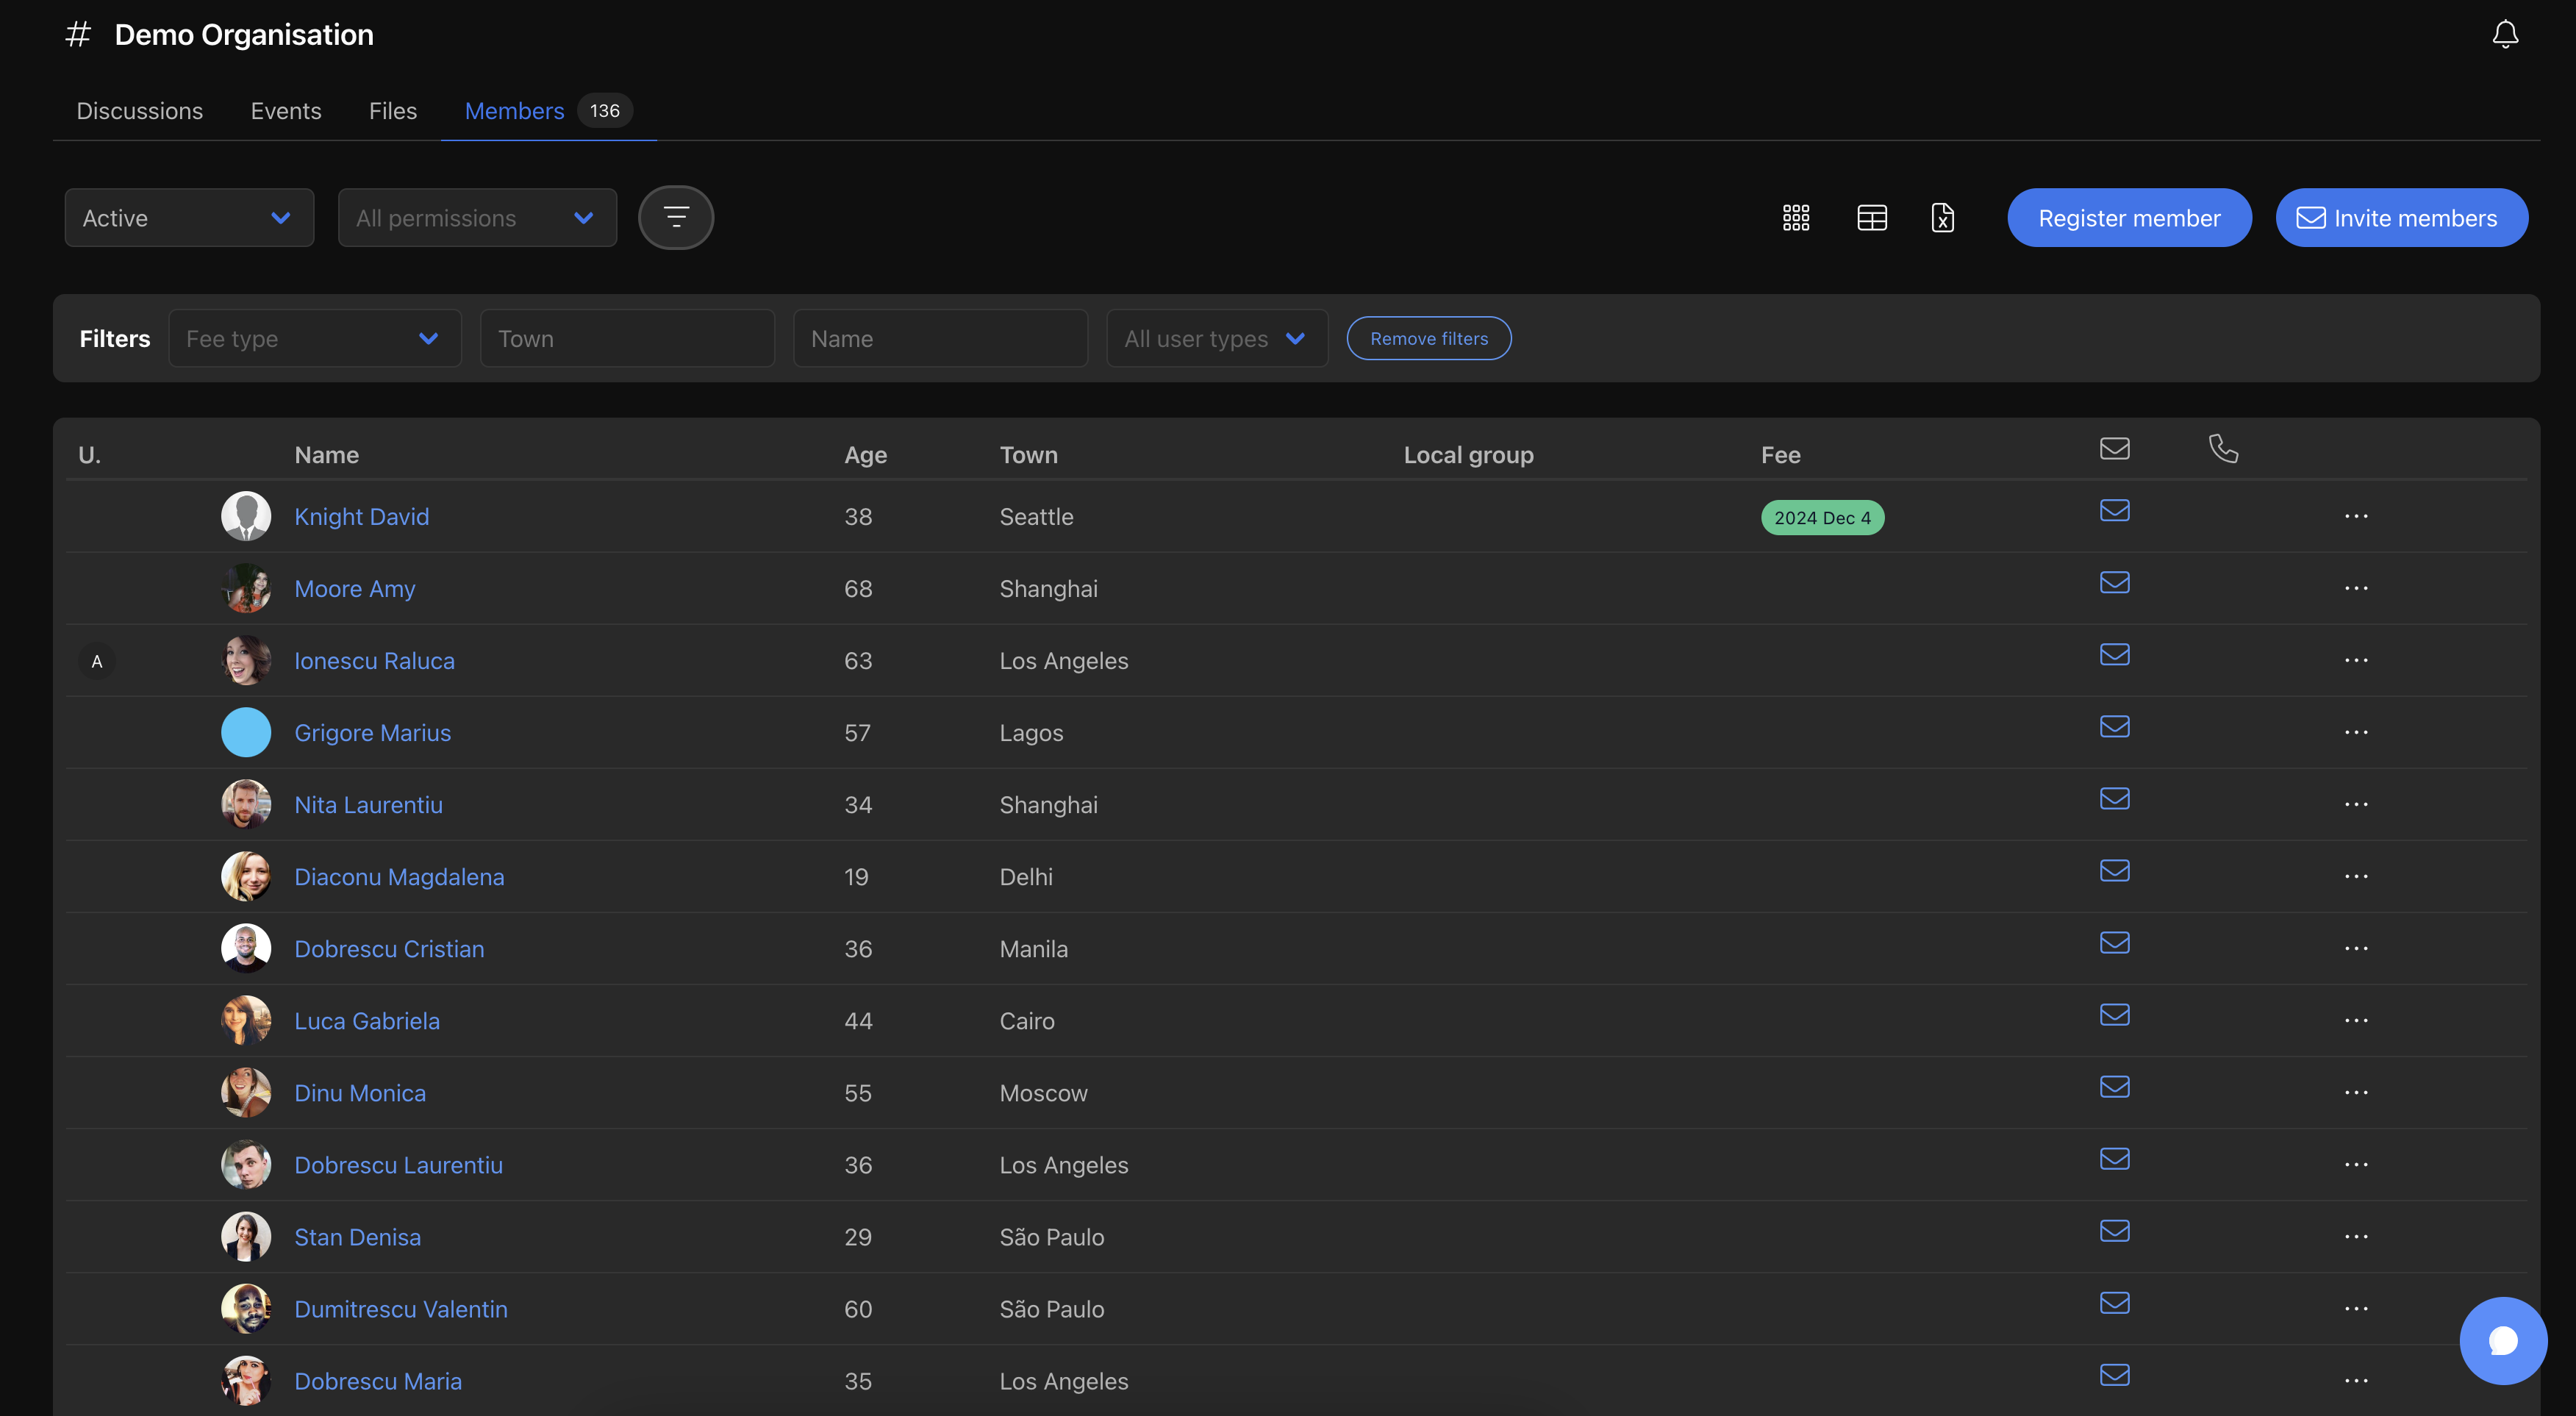 # Demo Organisation
Discussions Events Files Members 136
Active All permissions Register member Invite members
Filters Fee type Town Name All user types Remove filters
U. Name Age Town Local group Fee
Knight David 38 Seattle 2024 Dec 4
Moore Amy 68 Shanghai
A Ionescu Raluca 63 Los Angeles
Grigore Marius 57 Lagos
Nita Laurentiu 34 Shanghai
Diaconu Magdalena 19 Delhi
Dobrescu Cristian 36 Manila
Luca Gabriela 44 Cairo
Dinu Monica 55 Moscow
Dobrescu Laurentiu 36 Los Angeles
Stan Denisa 29 São Paulo
Dumitrescu Valentin 60 São Paulo
Dobrescu Maria 35 Los Angeles